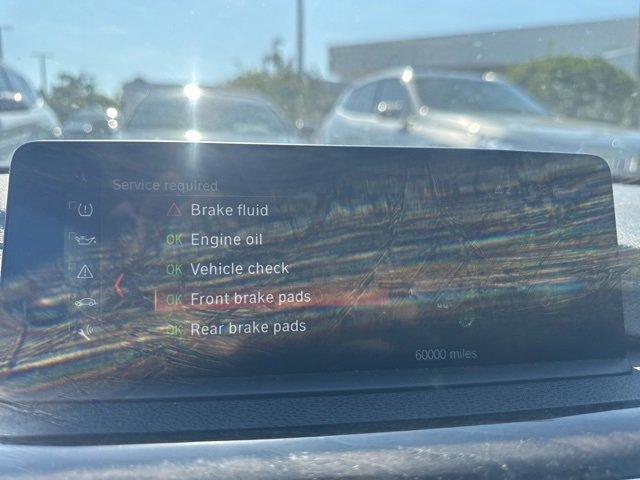 Service required
Brake fluid
OK Engine oil
OK Vehicle check
OK Front brake pads
OK Rear brake pads
60000 miles